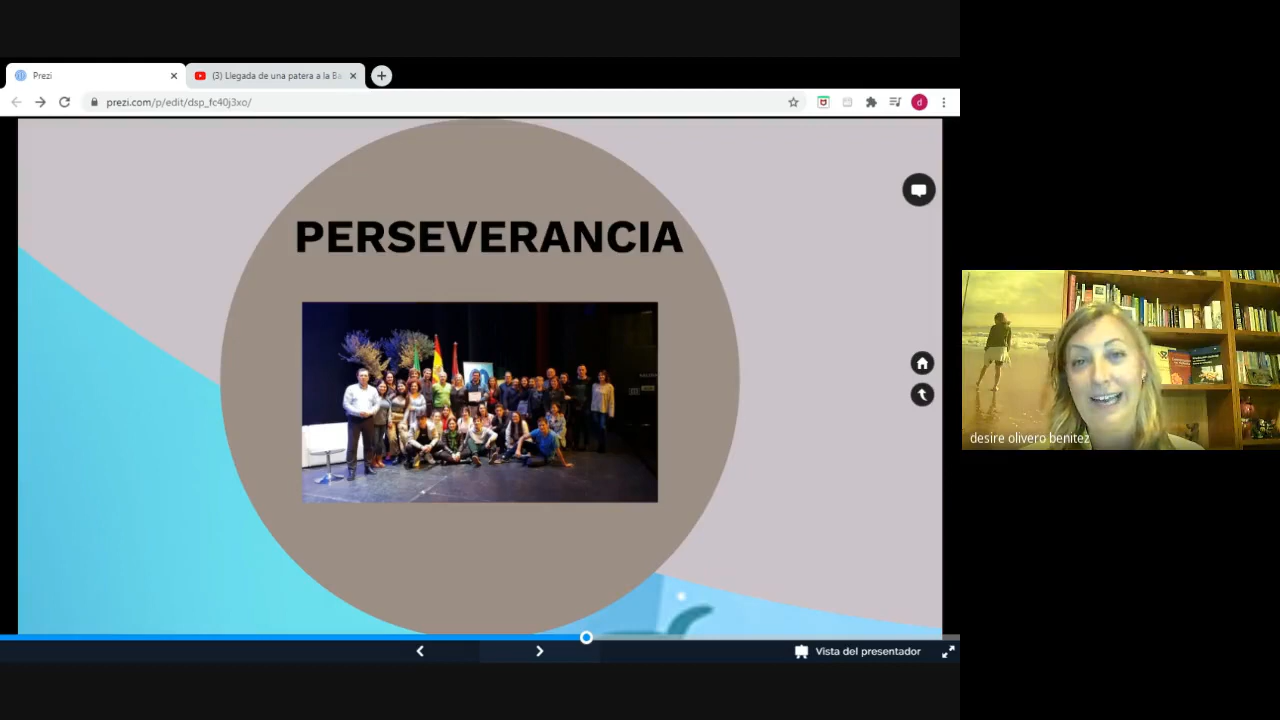 Prezi
(3) Llegada de una patera a la Ba
prezi.com/p/edit/dsp_fc40j3xo/
d
PERSEVERANCIA
desire olivero benitez
Vista del presentador